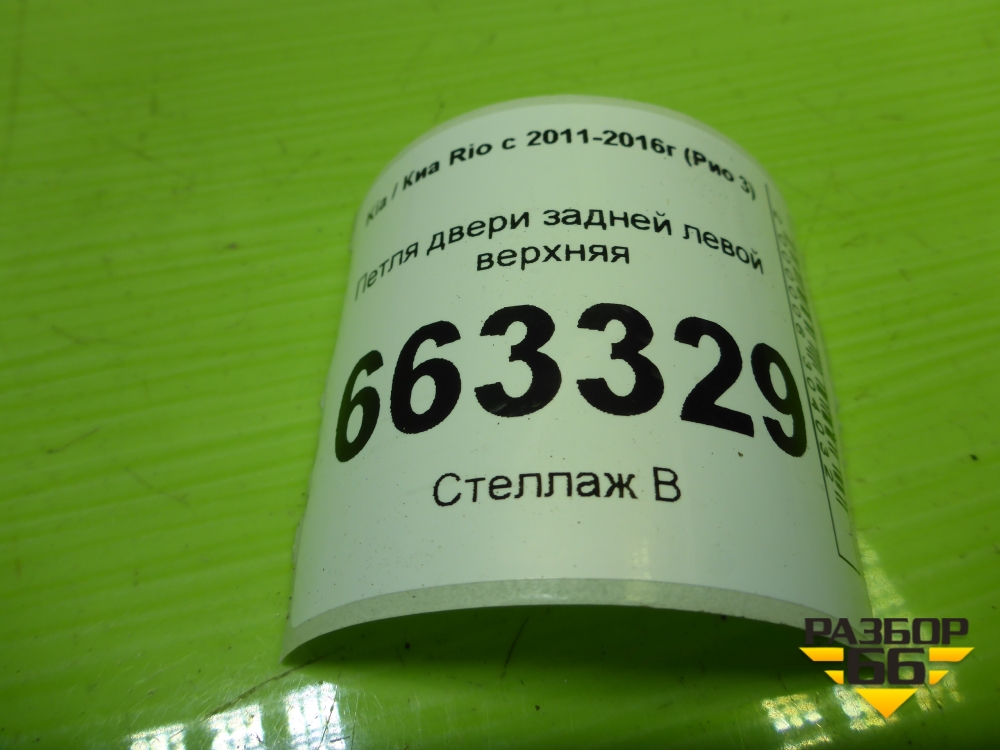 Kia / Киа Rio с 2011-2016г (Рио 3)
Петля двери задней левой
верхняя
663329
Стеллаж В
РАЗБОР
66